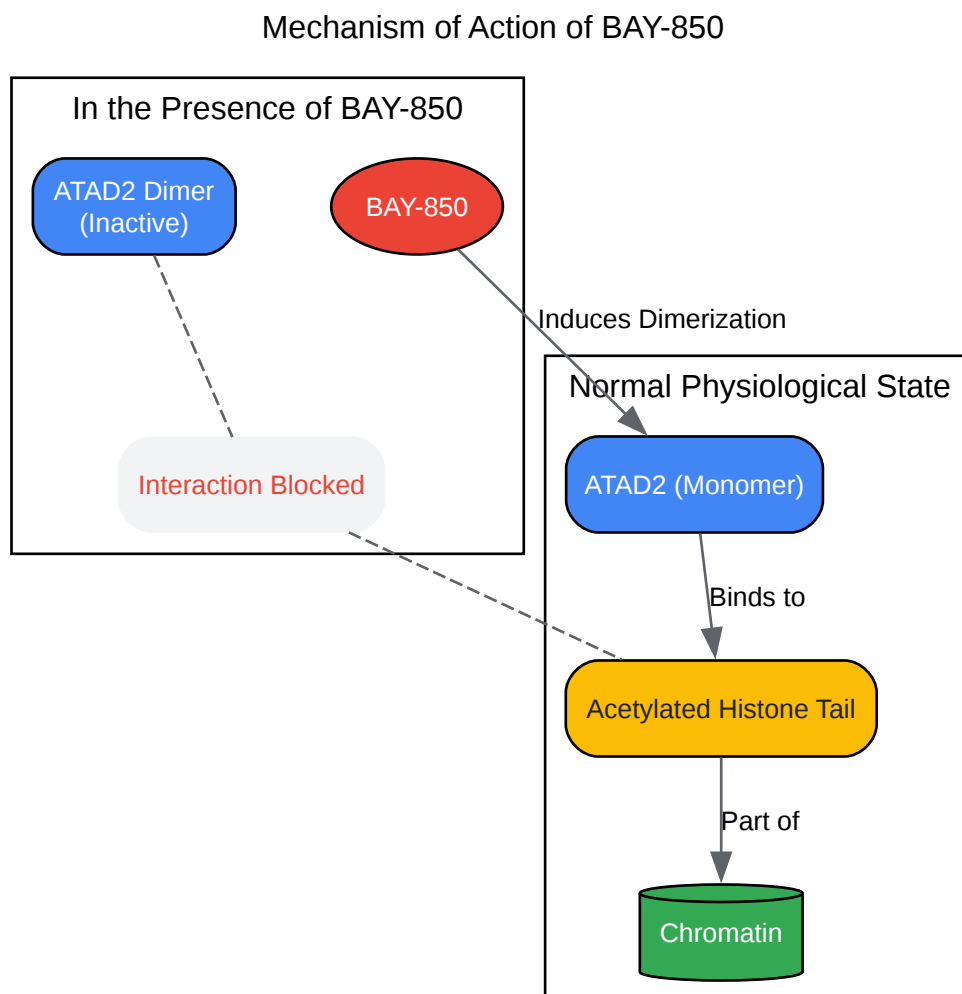 Mechanism of Action of BAY-850
In the Presence of BAY-850
ATAD2 Dimer
(Inactive)
BAY-850
Induces Dimerization
Normal Physiological State
Interaction Blocked
ATAD2 (Monomer)
Binds to
Acetylated Histone Tail
Part of
Chromatin